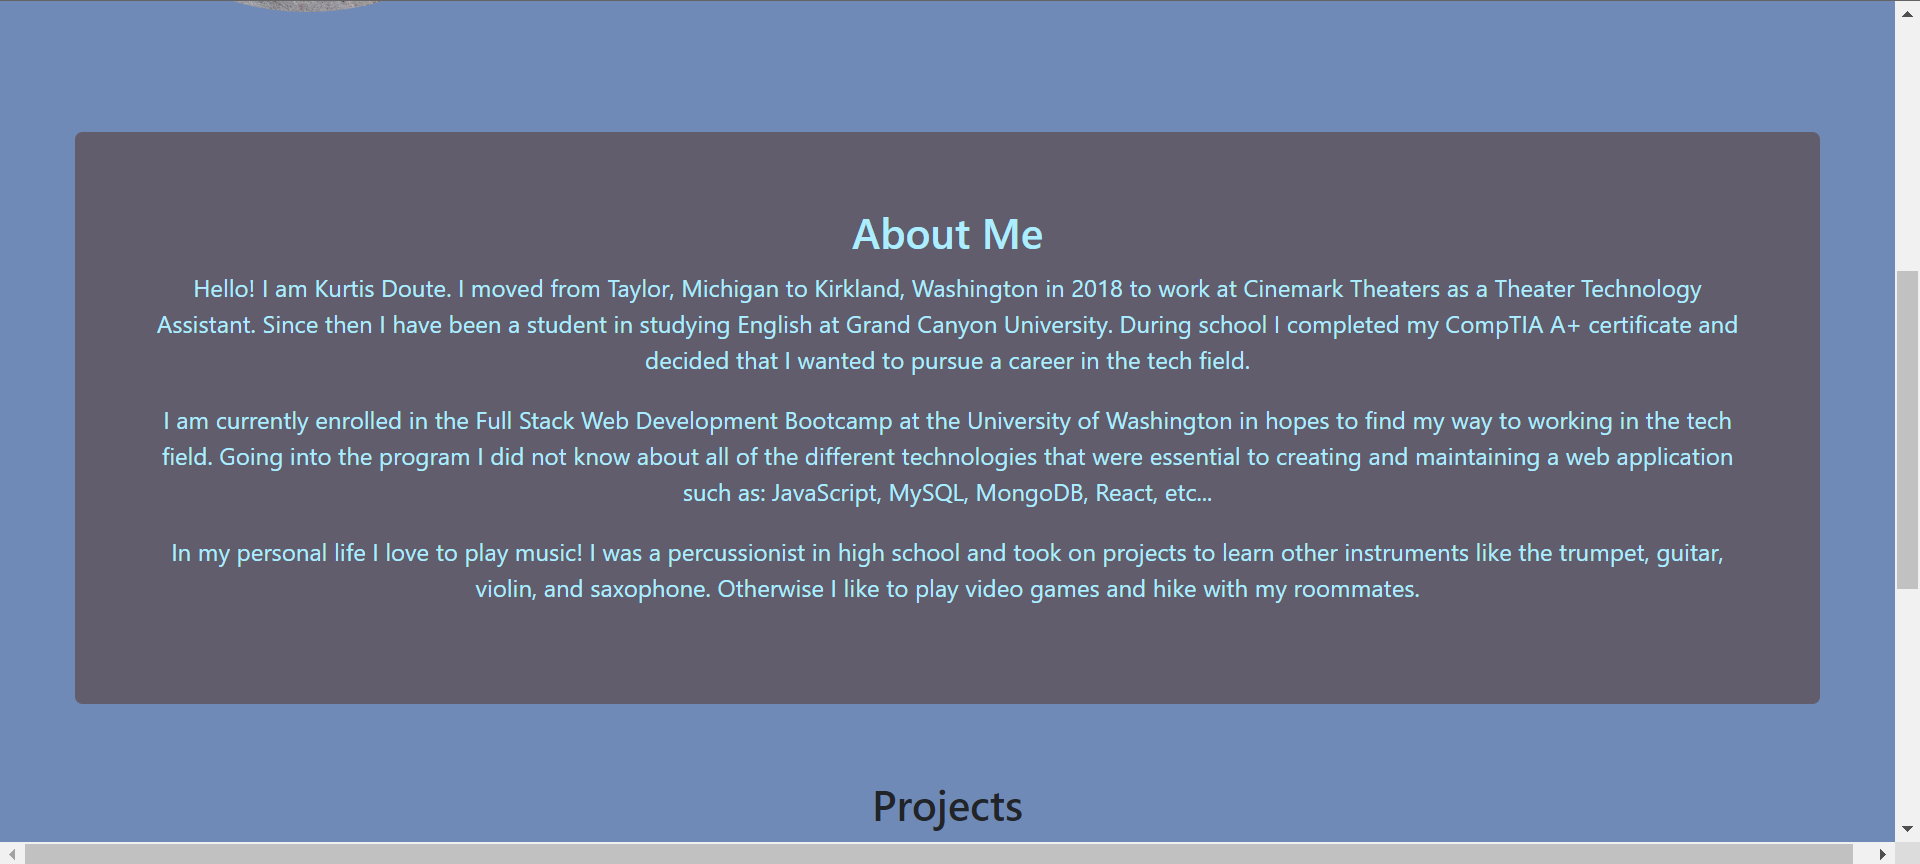 About Me
Hello! I am Kurtis Doute. I moved from Taylor, Michigan to Kirkland, Washington in 2018 to work at Cinemark Theaters as a Theater Technology
Assistant. Since then I have been a student in studying English at Grand Canyon University. During school I completed my CompTIA A+ certificate and
decided that I wanted to pursue a career in the tech field.
I am currently enrolled in the Full Stack Web Development Bootcamp at the University of Washington in hopes to find my way to working in the tech
field. Going into the program I did not know about all of the different technologies that were essential to creating and maintaining a web application
such as: JavaScript, MySQL, MongoDB, React, etc...
In my personal life I love to play music! I was a percussionist in high school and took on projects to learn other instruments like the trumpet, guitar,
violin, and saxophone. Otherwise I like to play video games and hike with my roommates.
Projects